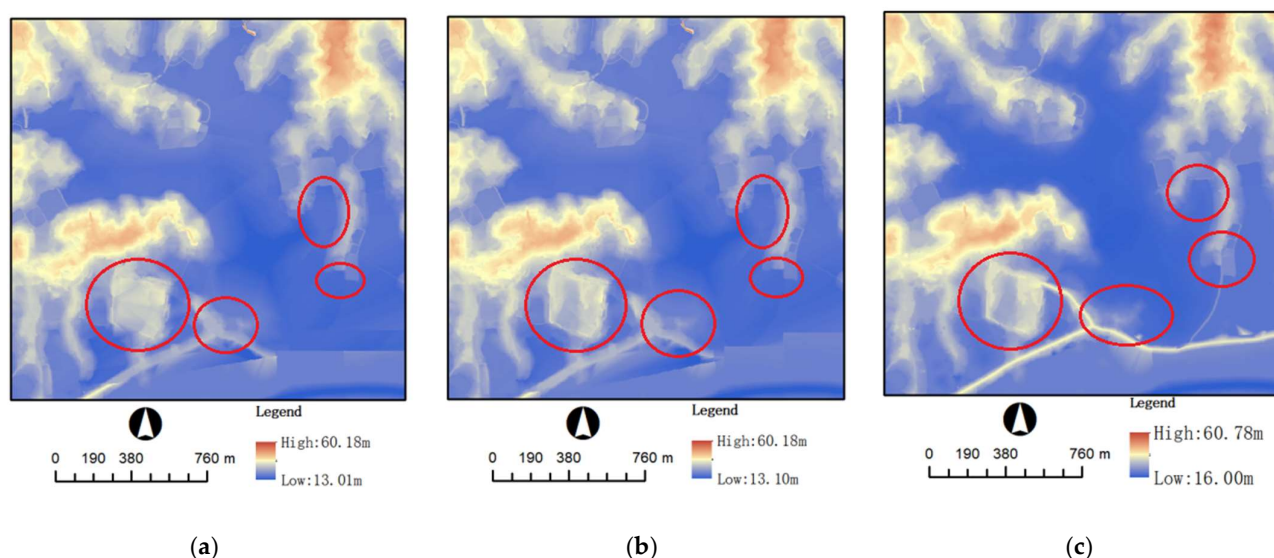 Legend
High:60.18m
Low:13.01m
0 190 380 760 m
Legend
High:60.18m
Low:13.10m
0 190 380 760 m
Legend
High:60.78m
Low:16.00m
0 190 380 760 m
(a)
(b)
(c)